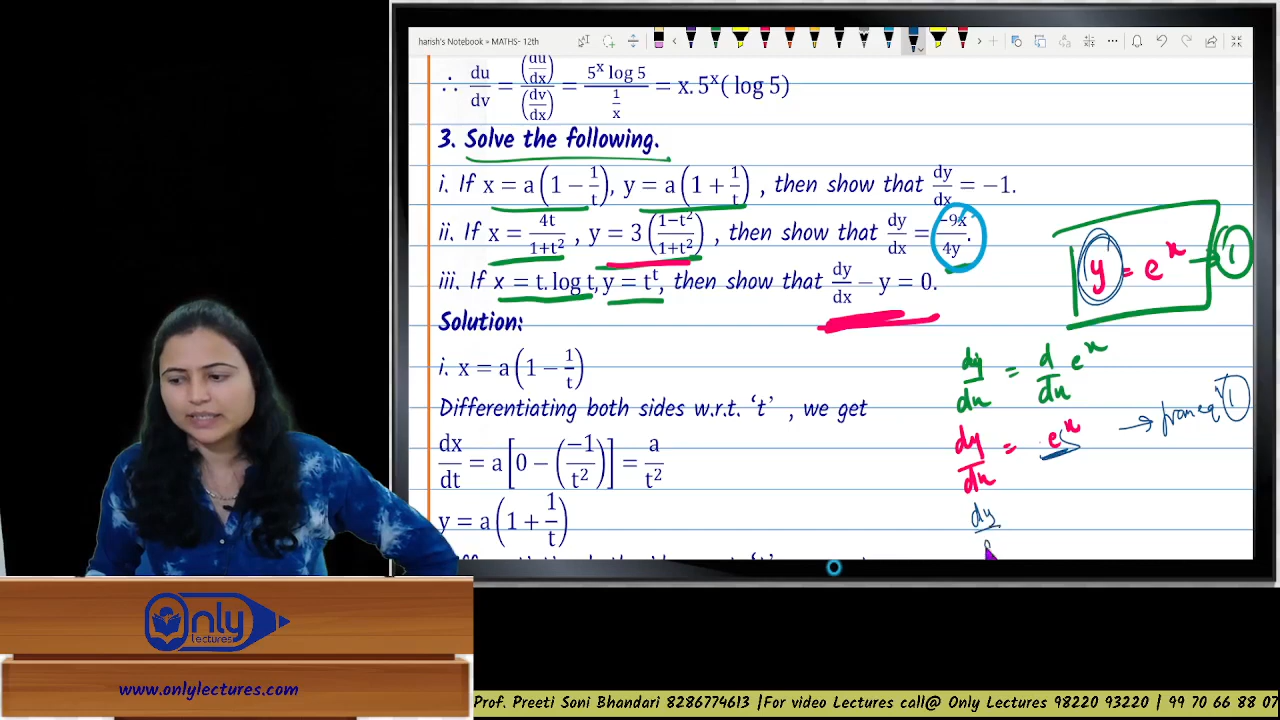 harish's Notebook » MATHS- 12th
∴ du/dv = (du/dx)/(dv/dx) = 5ˣ log 5/(1/x) = x. 5ˣ( log 5)
3. Solve the following.
i. If x = a(1 − 1/t), y = a(1 + 1/t) , then show that dy/dx = −1.
ii. If x = 4t/(1+t²) , y = 3((1−t²)/(1+t²)) , then show that dy/dx = −9x/4y.
iii. If x = t. log t, y = tᵗ, then show that dy/dx − y = 0.
y = eˣ → 1
Solution:
i. x = a(1 − 1/t)
dy/dx = d/dx eˣ
Differentiating both sides w.r.t. 't' , we get
dx/dt = a[0 − (−1/t²)] = a/t²
dy/dx = eˣ → from eq 1
y = a(1 + 1/t)
dy
Only
Lectures
www.onlylectures.com
Prof. Preeti Soni Bhandari 8286774613 |For video Lectures call@ Only Lectures 98220 93220 | 99 70 66 88 07